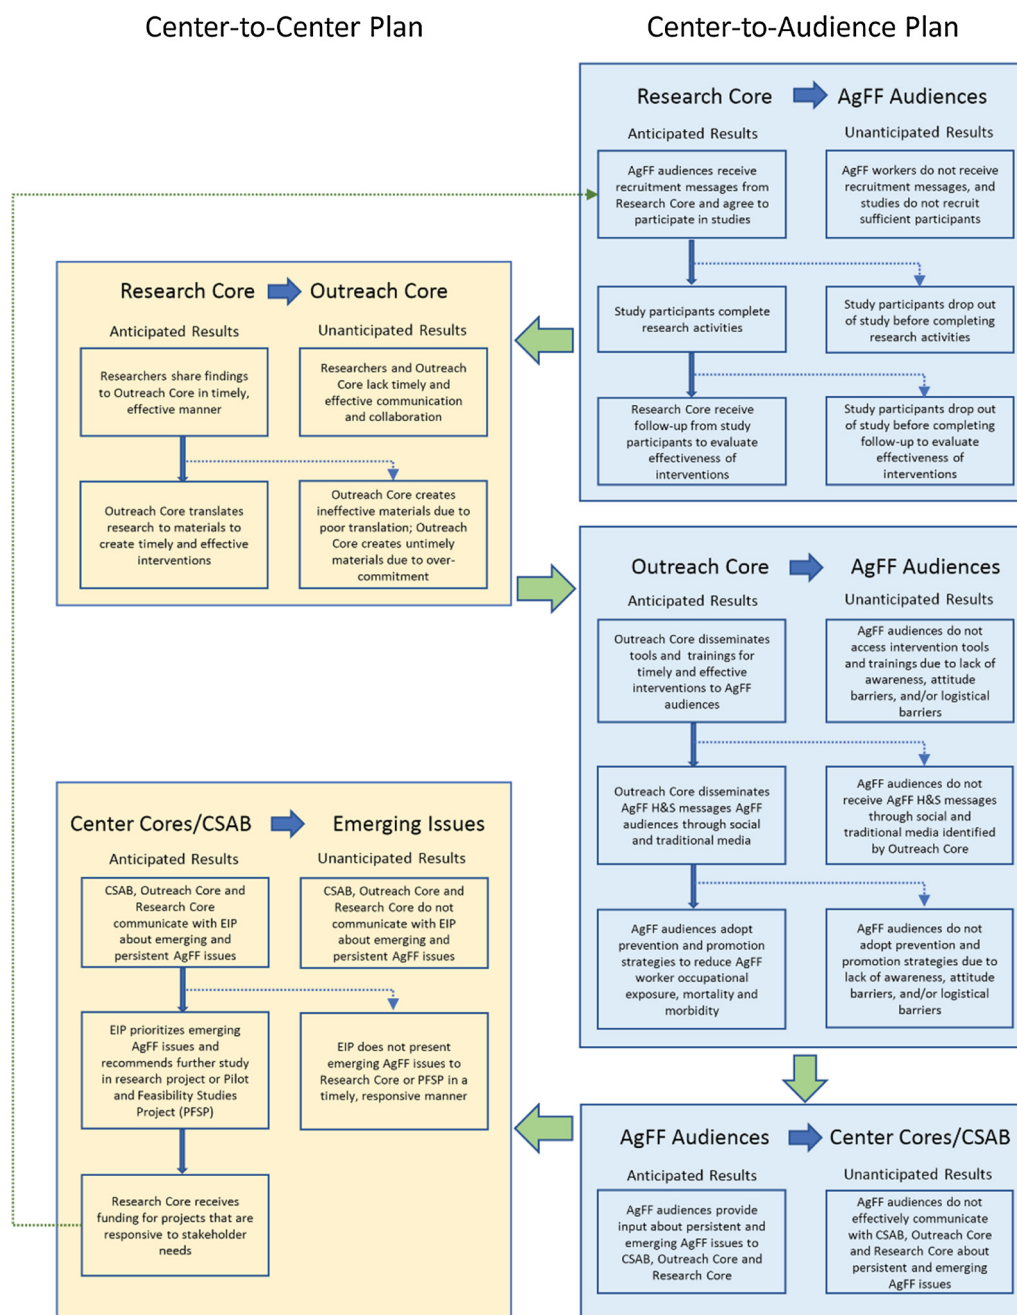 Center-to-Center Plan
Center-to-Audience Plan
Research Core
AgFF Audiences
Anticipated Results
Unanticipated Results
AgFF audiences receive
recruitment messages from
Research Core and agree to
participate in studies
AgFF workers do not receive
recruitment messages, and
studies do not recruit
sufficient participants
Study participants complete
research activities
Study participants drop out
of study before completing
research activities
Research Core receive
follow-up from study
participants to evaluate
effectiveness of
interventions
Study participants drop out
of study before completing
follow-up to evaluate
effectiveness of
interventions
Research Core
Outreach Core
Anticipated Results
Unanticipated Results
Researchers share findings
to Outreach Core in timely,
effective manner
Researchers and Outreach
Core lack timely and
effective communication
and collaboration
Outreach Core translates
research to materials to
create timely and effective
interventions
Outreach Core creates
ineffective materials due to
poor translation; Outreach
Core creates untimely
materials due to over-
commitment
Outreach Core
AgFF Audiences
Anticipated Results
Unanticipated Results
Outreach Core disseminates
tools and trainings for
timely and effective
interventions to AgFF
audiences
AgFF audiences do not
access intervention tools
and trainings due to lack of
awareness, attitude
barriers, and/or logistical
barriers
Outreach Core disseminates
AgFF H&S messages AgFF
audiences through social
and traditional media
AgFF audiences do not
receive AgFF H&S messages
through social and
traditional media identified
by Outreach Core
AgFF audiences adopt
prevention and promotion
strategies to reduce AgFF
worker occupational
exposure, mortality and
morbidity
AgFF audiences do not
adopt prevention and
promotion strategies due to
lack of awareness, attitude
barriers, and/or logistical
barriers
AgFF Audiences
Center Cores/CSAB
Anticipated Results
Unanticipated Results
AgFF audiences provide
input about persistent and
emerging AgFF issues to
CSAB, Outreach Core and
Research Core
AgFF audiences do not
effectively communicate
with CSAB, Outreach Core
and Research Core about
persistent and emerging
AgFF issues
Center Cores/CSAB
Emerging Issues
Anticipated Results
Unanticipated Results
CSAB, Outreach Core and
Research Core
communicate with EIP
about emerging and
persistent AgFF issues
CSAB, Outreach Core and
Research Core do not
communicate with EIP
about emerging and
persistent AgFF issues
EIP prioritizes emerging
AgFF issues and
recommends further study
in research project or Pilot
and Feasibility Studies
Project (PFSP)
EIP does not present
emerging AgFF issues to
Research Core or PFSP in a
timely, responsive manner
Research Core receives
funding for projects that are
responsive to stakeholder
needs